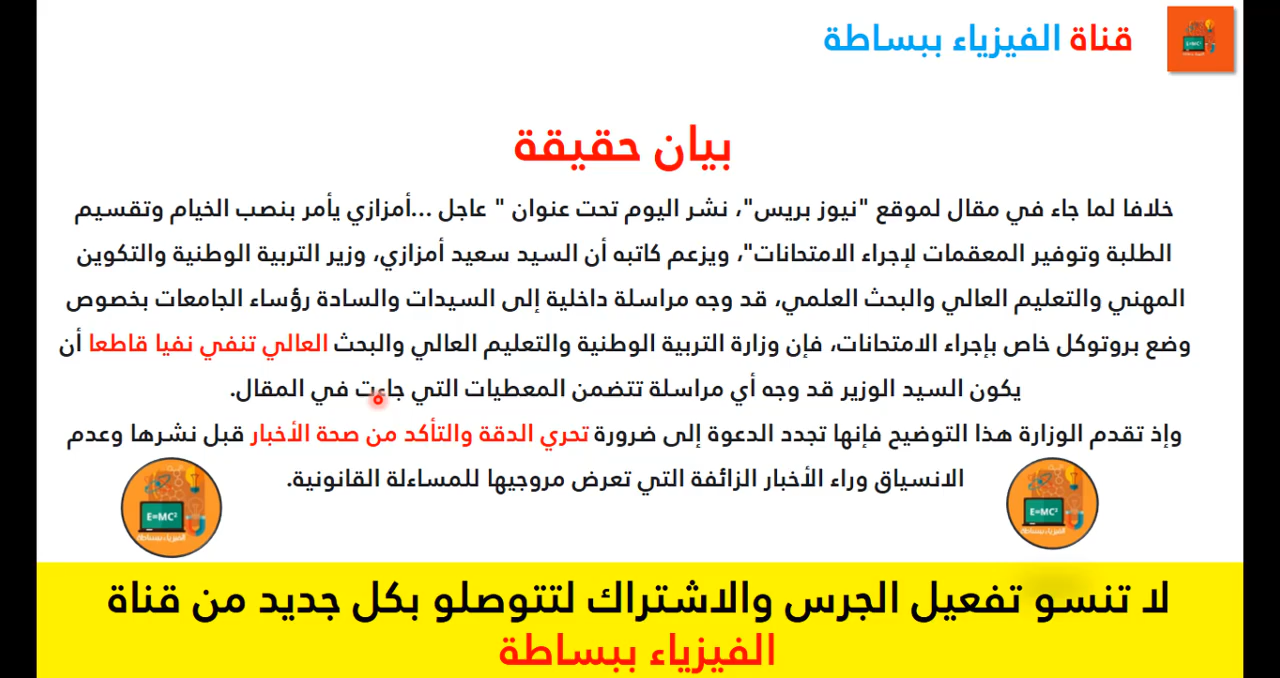 قناة الفيزياء ببساطة
بيان حقيقة
خلافا لما جاء في مقال لموقع "نيوز بريس"، نشر اليوم تحت عنوان " عاجل ...أمزازي يأمر بنصب الخيام وتقسيم
الطلبة وتوفير المعقمات لإجراء الامتحانات"، ويزعم كاتبه أن السيد سعيد أمزازي، وزير التربية الوطنية والتكوين
المهني والتعليم العالي والبحث العلمي، قد وجه مراسلة داخلية إلى السيدات والسادة رؤساء الجامعات بخصوص
وضع بروتوكل خاص بإجراء الامتحانات، فإن وزارة التربية الوطنية والتعليم العالي والبحث العالي تنفي نفيا قاطعا أن
يكون السيد الوزير قد وجه أي مراسلة تتضمن المعطيات التي جاءت في المقال.
وإذ تقدم الوزارة هذا التوضيح فإنها تجدد الدعوة إلى ضرورة تحري الدقة والتأكد من صحة الأخبار قبل نشرها وعدم
الانسياق وراء الأخبار الزائفة التي تعرض مروجيها للمساءلة القانونية.
E=MC²
الفيزياء ببساطة
E=MC²
الفيزياء ببساطة
لا تنسو تفعيل الجرس والاشتراك لتتوصلو بكل جديد من قناة
الفيزياء ببساطة